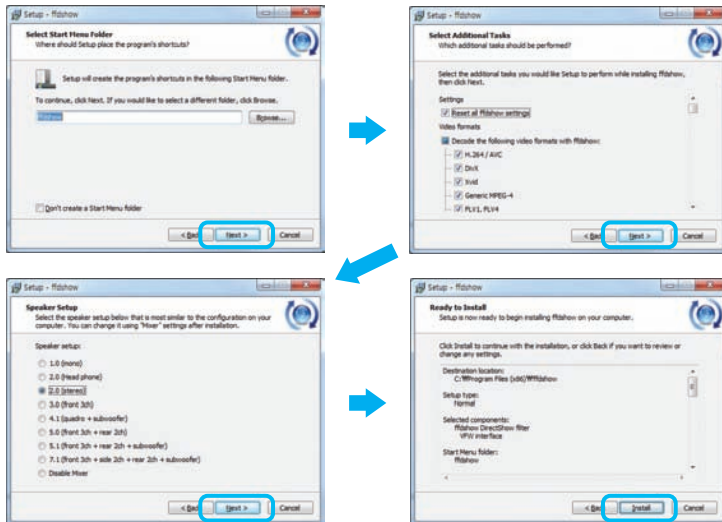 Setup - ffdshow
Select Start Menu Folder
Where should Setup place the program's shortcuts?
Setup will create the program's shortcuts in the following Start Menu folder.
To continue, click Next. If you would like to select a different folder, click Browse.
ffdshow
Browse...
Don't create a Start Menu folder
Next >
Cancel
Setup - ffdshow
Select Additional Tasks
Which additional tasks should be performed?
Select the additional tasks you would like Setup to perform while installing ffdshow,
then click Next.
Settings
Reset all ffdshow settings
Video formats
Decode the following video formats with ffdshow:
H.264 / AVC
DivX
Xvid
Generic MPEG-4
FLV1, FLV4
Next >
Cancel
Setup - ffdshow
Speaker Setup
Select the speaker setup below that is most similar to the configuration on your
computer. You can change it using "Mixer" settings after installation.
Speaker setup:
1.0 (mono)
2.0 (Head phone)
2.0 (stereo)
3.0 (front 3ch)
4.1 (quadro + subwoofer)
5.0 (front 3ch + rear 2ch)
5.1 (front 3ch + rear 2ch + subwoofer)
7.1 (front 3ch + side 2ch + rear 2ch + subwoofer)
Disable Mixer
Next >
Cancel
Setup - ffdshow
Ready to Install
Setup is now ready to begin installing ffdshow on your computer.
Click Install to continue with the installation, or click Back if you want to review or
change any settings.
Destination location:
C:₩Program Files (x86)₩ffdshow
Setup type:
Normal
Selected components:
ffdshow DirectShow filter
VFW interface
Start Menu folder:
ffdshow
Install
Cancel